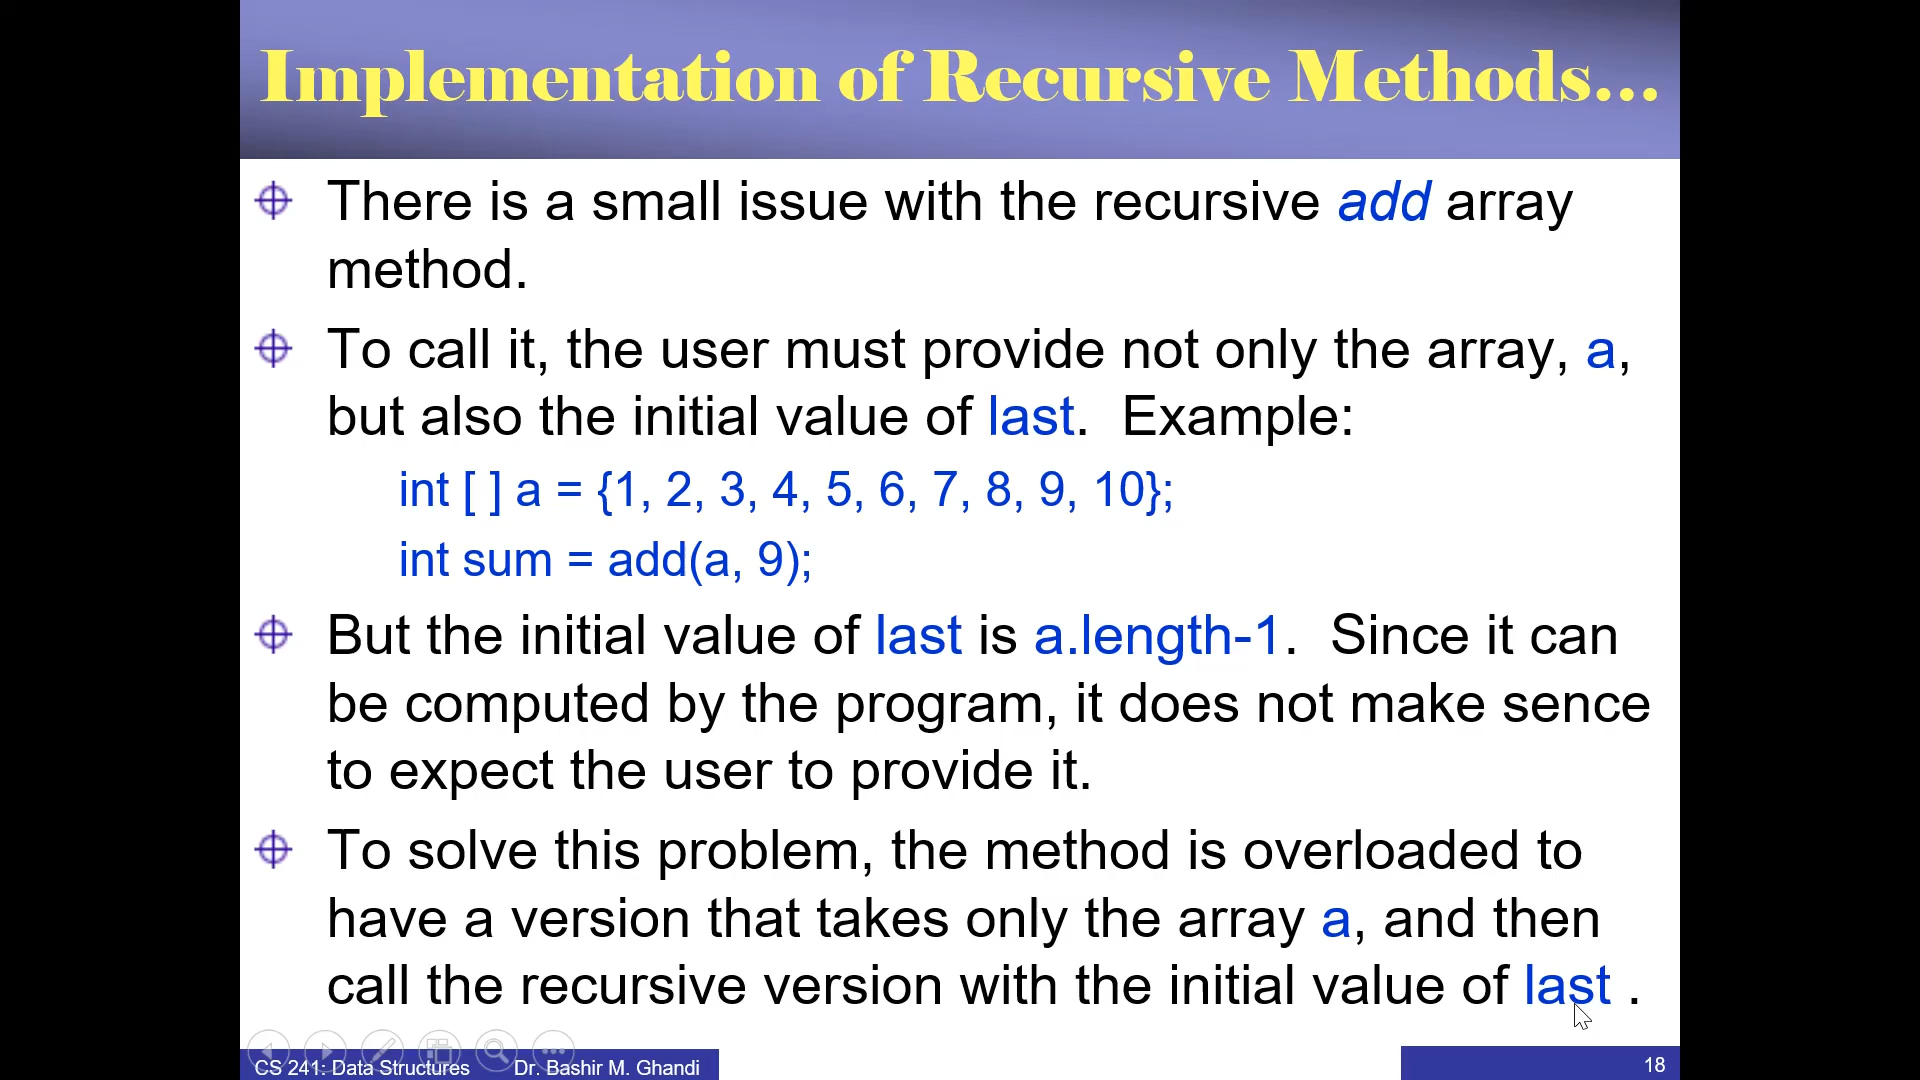 Implementation of Recursive Methods...
There is a small issue with the recursive add array
method.
To call it, the user must provide not only the array, a,
but also the initial value of last.  Example:
int [ ] a = {1, 2, 3, 4, 5, 6, 7, 8, 9, 10};
int sum = add(a, 9);
But the initial value of last is a.length-1.  Since it can
be computed by the program, it does not make sence
to expect the user to provide it.
To solve this problem, the method is overloaded to
have a version that takes only the array a, and then
call the recursive version with the initial value of last .
CS 241: Data Structures Dr. Bashir M. Ghandi
18